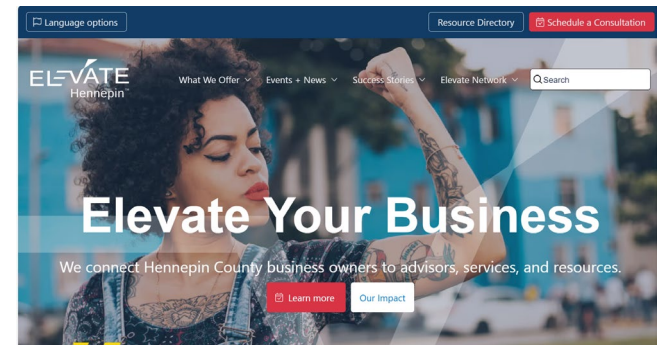 Language options
Resource Directory
Schedule a Consultation
ELEVATE
Hennepin
What We Offer
Events + News
Success Stories
Elevate Network
Search
Elevate Your Business
We connect Hennepin County business owners to advisors, services, and resources.
Learn more
Our Impact